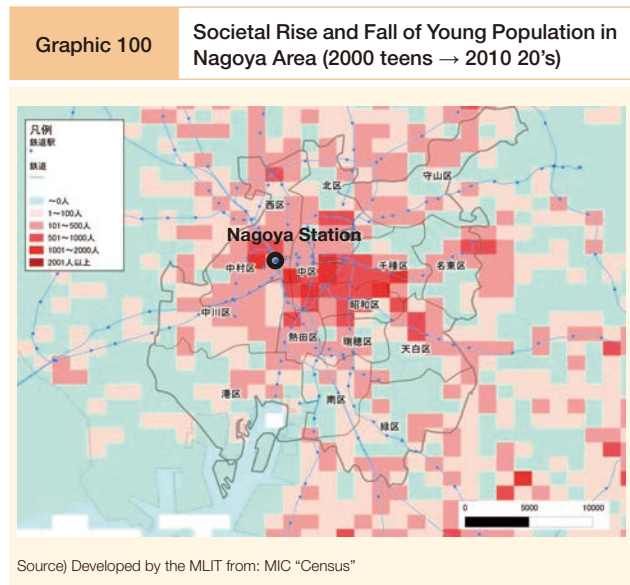 Graphic 100
Societal Rise and Fall of Young Population in
Nagoya Area (2000 teens → 2010 20's)
凡例
鉄道駅
鉄道
～0人
1～100人
101～500人
501～1000人
1001～2000人
2001人以上
守山区
北区
西区
Nagoya Station
中村区
中区
千種区
名東区
昭和区
中川区
熱田区
瑞穂区
天白区
港区
南区
緑区
0 5000 10000
Source) Developed by the MLIT from: MIC “Census”